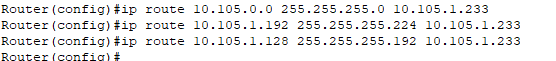 Router(config)#ip route 10.105.0.0 255.255.255.0 10.105.1.233
Router(config)#ip route 10.105.1.192 255.255.255.224 10.105.1.233
Router(config)#ip route 10.105.1.128 255.255.255.192 10.105.1.233
Router(config)#